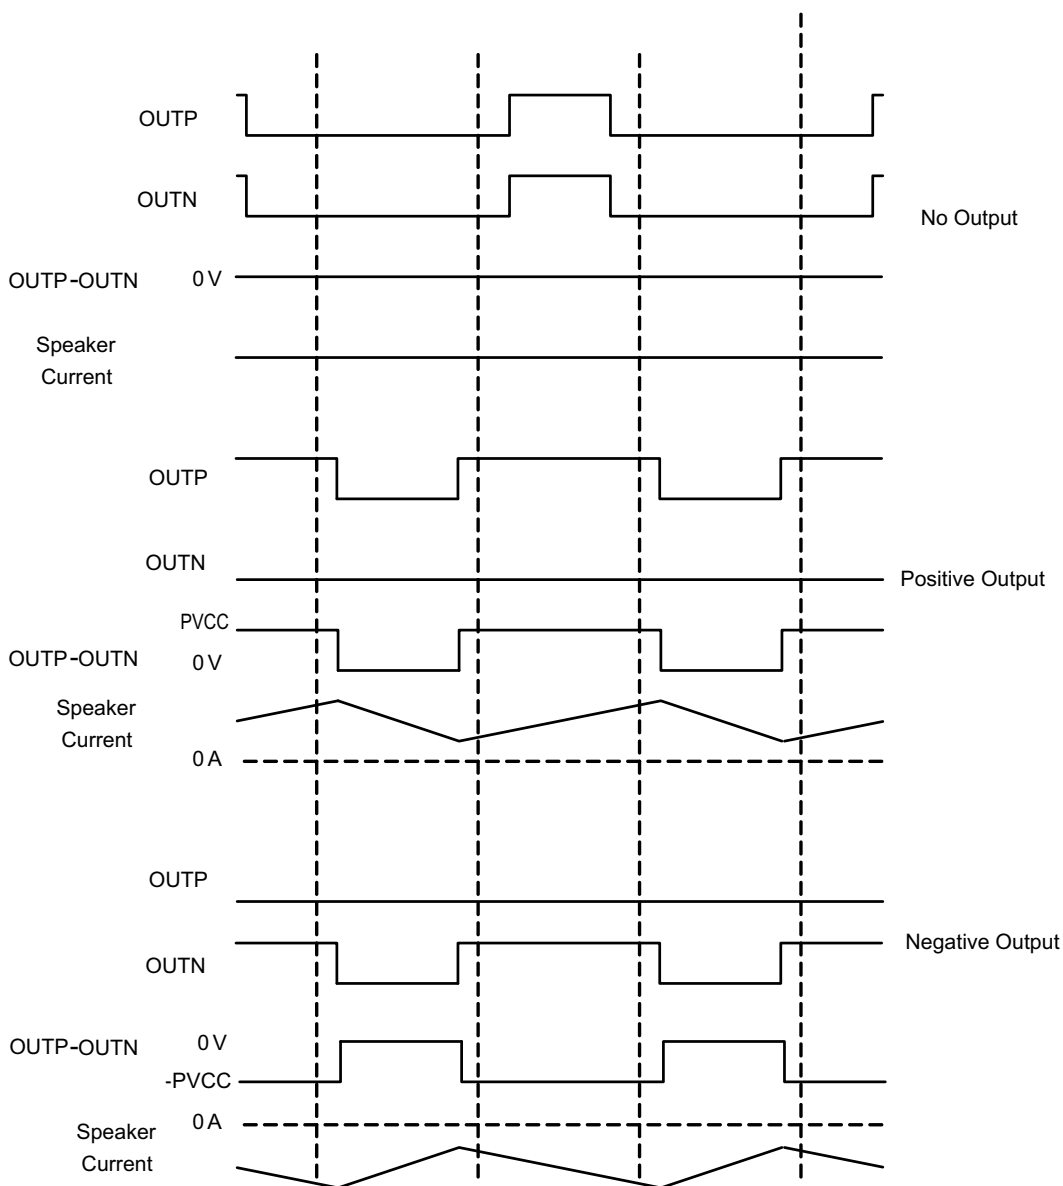 OUTP
OUTN
No Output
OUTP-OUTN 0 V
Speaker
Current
OUTP
OUTN
Positive Output
PVCC
OUTP-OUTN 0 V
Speaker
Current
0 A
OUTP
Negative Output
OUTN
OUTP-OUTN 0 V
-PVCC
0 A
Speaker
Current